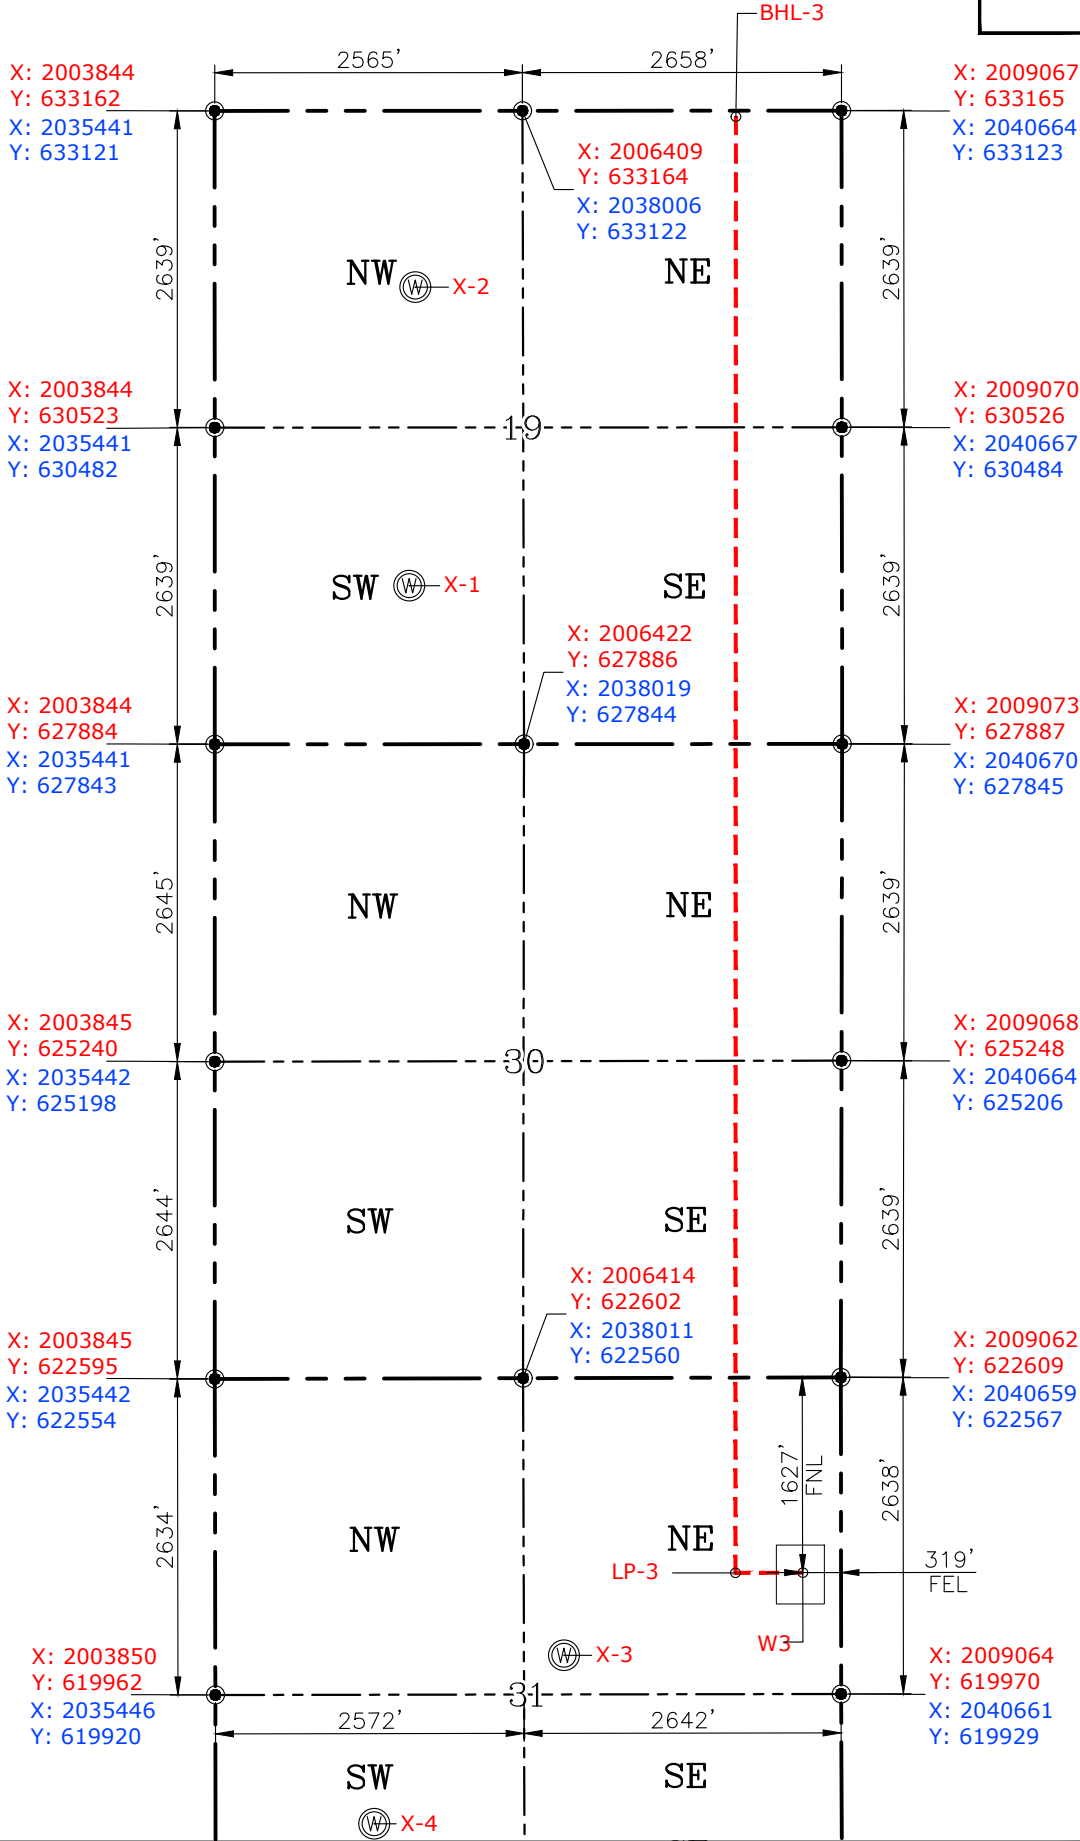 BHL-3
2565'
2658'
X: 2003844
Y: 633162
X: 2035441
Y: 633121
X: 2009067
Y: 633165
X: 2040664
Y: 633123
X: 2006409
Y: 633164
X: 2038006
Y: 633122
2639'
NW
X-2
NE
2639'
X: 2003844
Y: 630523
X: 2035441
Y: 630482
19
X: 2009070
Y: 630526
X: 2040667
Y: 630484
2639'
SW
X-1
SE
2639'
X: 2006422
Y: 627886
X: 2038019
Y: 627844
X: 2003844
Y: 627884
X: 2035441
Y: 627843
X: 2009073
Y: 627887
X: 2040670
Y: 627845
2645'
NW
NE
2639'
X: 2003845
Y: 625240
X: 2035442
Y: 625198
30
X: 2009068
Y: 625248
X: 2040664
Y: 625206
2644'
SW
SE
2639'
X: 2006414
Y: 622602
X: 2038011
Y: 622560
X: 2003845
Y: 622595
X: 2035442
Y: 622554
X: 2009062
Y: 622609
X: 2040659
Y: 622567
2634'
NW
NE
1627'
FNL
2638'
LP-3
319'
FEL
W3
W
X-3
X: 2003850
Y: 619962
X: 2035446
Y: 619920
31
X: 2009064
Y: 619970
X: 2040661
Y: 619929
2572'
2642'
SW
SE
W
X-4